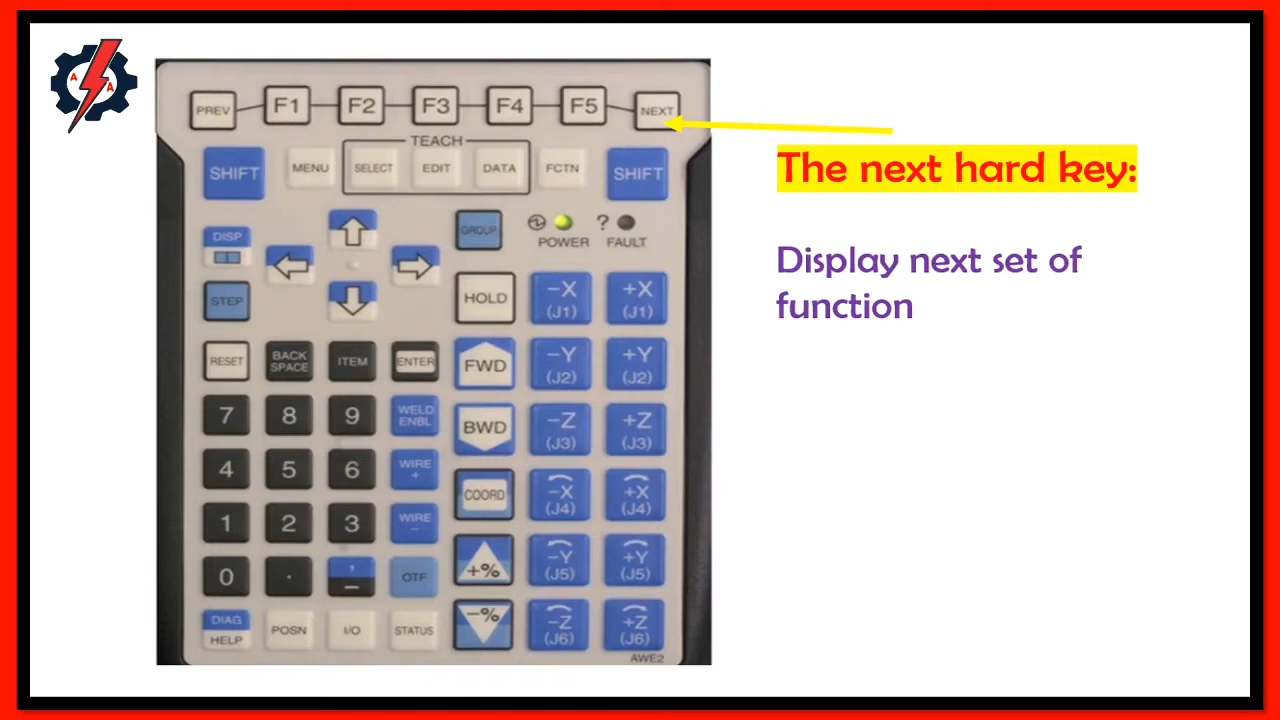 A A
PREV F1 F2 F3 F4 F5 NEXT
The next hard key:
Display next set of
function
TEACH
SHIFT MENU SELECT EDIT DATA FCTN SHIFT
DISP
GROUP
POWER
?
FAULT
STEP
HOLD
-X
(J1)
+X
(J1)
RESET
BACK
SPACE
ITEM
ENTER
FWD
-Y
(J2)
+Y
(J2)
7 8 9
WELD
ENBL
BWD
-Z
(J3)
+Z
(J3)
4 5 6
WIRE
+
COORD
-X
(J4)
+X
(J4)
1 2 3
WIRE
-
+%
-Y
(J5)
+Y
(J5)
0 .
,
-
OTF
-%
-Z
(J6)
+Z
(J6)
DIAG
HELP
POSN I/O STATUS
AWE2